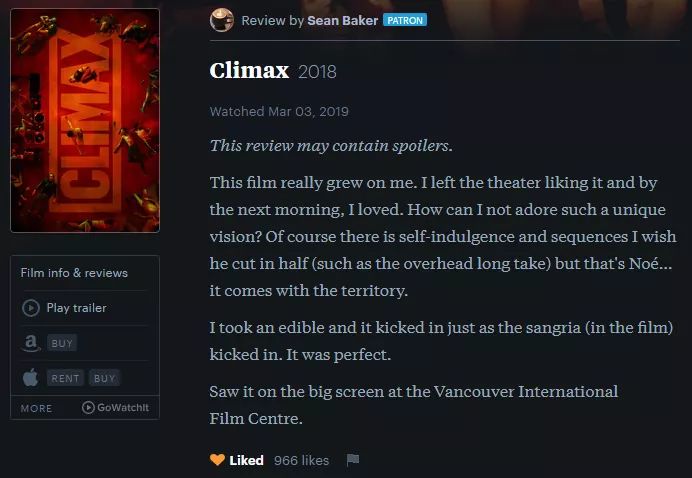 Review by Sean Baker PATRON
CLIMAX
Climax 2018
Watched Mar 03, 2019
This review may contain spoilers.
This film really grew on me. I left the theater liking it and by
the next morning, I loved. How can I not adore such a unique
vision? Of course there is self-indulgence and sequences I wish
he cut in half (such as the overhead long take) but that's Noé...
it comes with the territory.
I took an edible and it kicked in just as the sangria (in the film)
kicked in. It was perfect.
Saw it on the big screen at the Vancouver International
Film Centre.
Liked 966 likes
Film info & reviews
Play trailer
a BUY
RENT BUY
MORE GoWatchIt